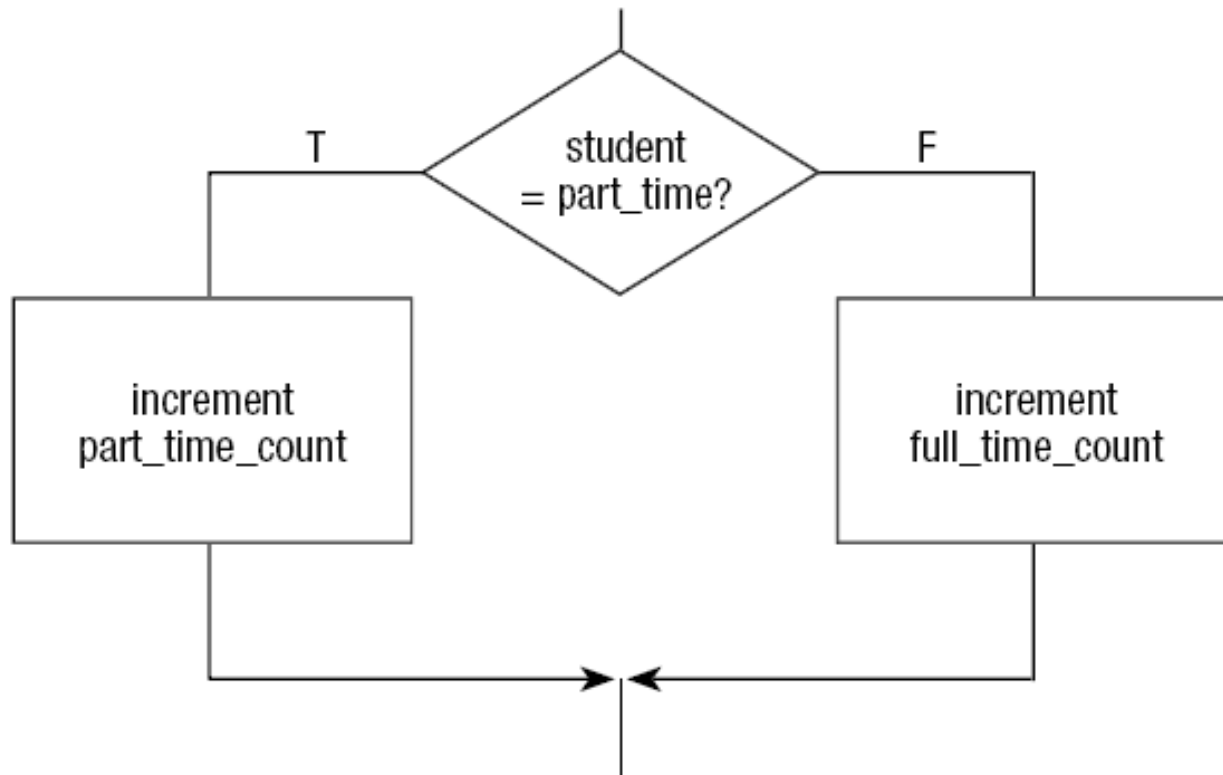 T
student
= part_time?
F
increment
part_time_count
increment
full_time_count